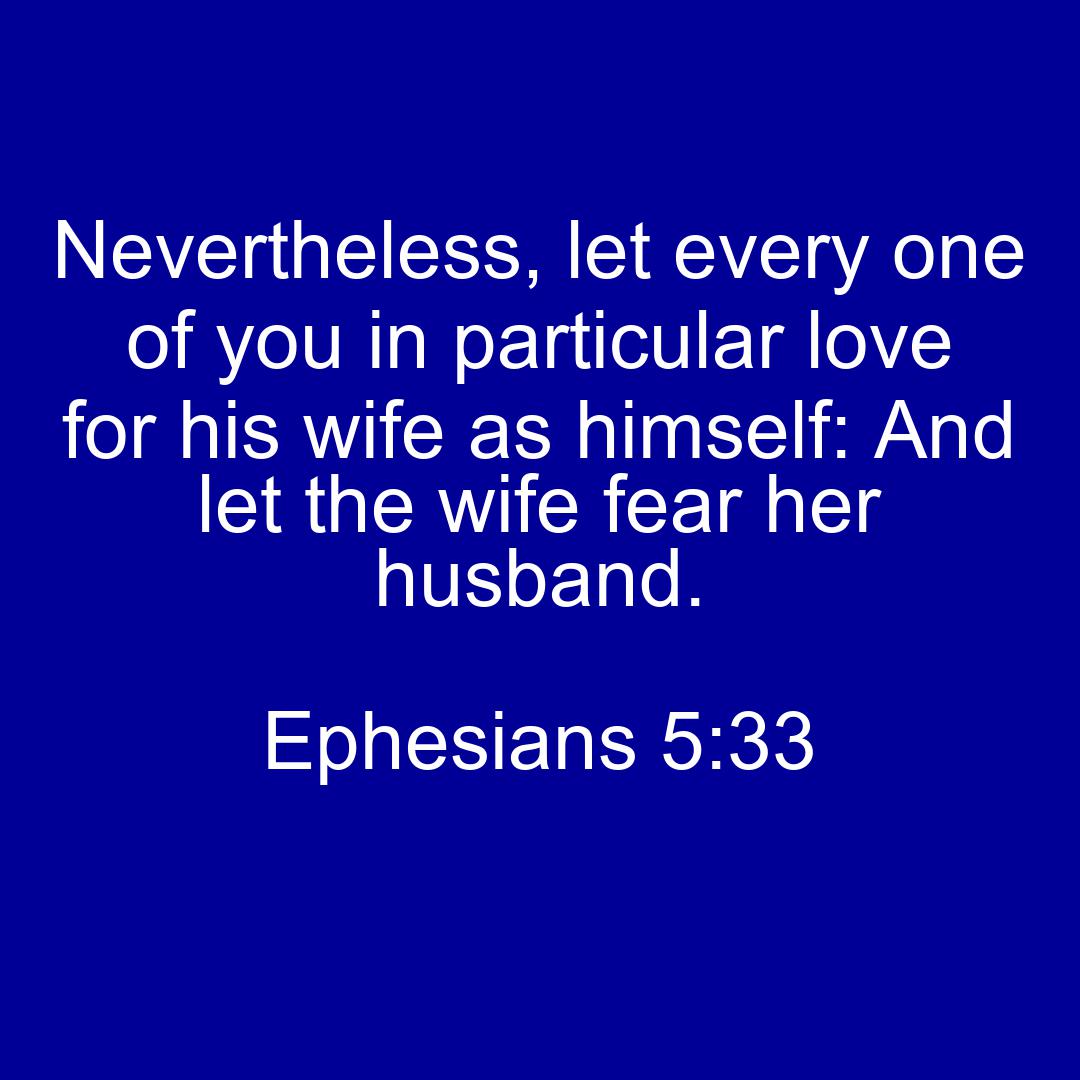 Nevertheless, let every one
of you in particular love
for his wife as himself: And
let the wife fear her
husband.
Ephesians 5:33